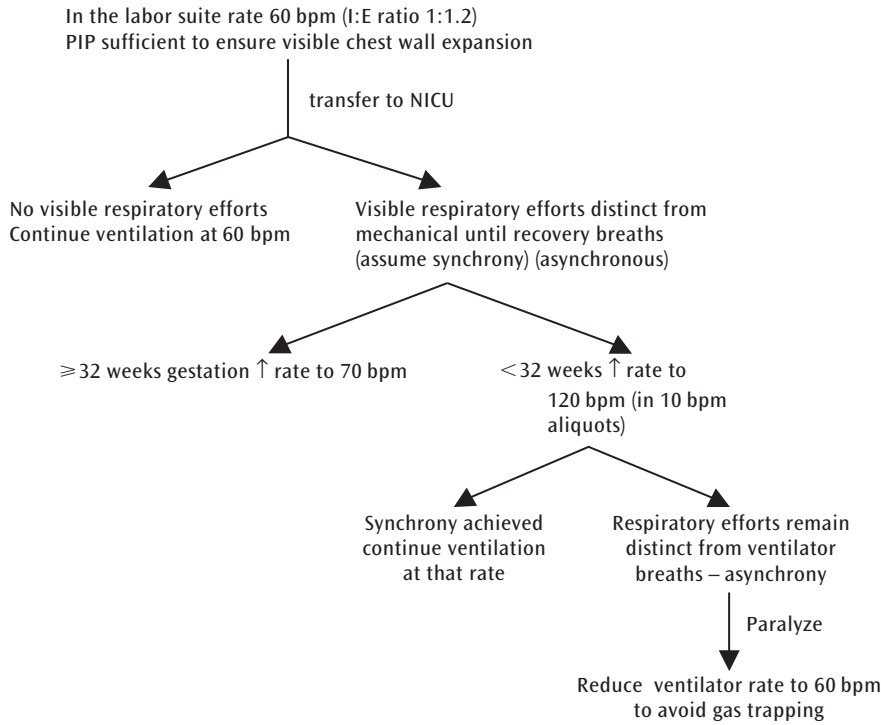 In the labor suite rate 60 bpm (I:E ratio 1:1.2)
PIP sufficient to ensure visible chest wall expansion
transfer to NICU
No visible respiratory efforts
Continue ventilation at 60 bpm
Visible respiratory efforts distinct from
mechanical until recovery breaths
(assume synchrony) (asynchronous)
≥32 weeks gestation ↑ rate to 70 bpm
<32 weeks ↑ rate to
120 bpm (in 10 bpm
aliquots)
Synchrony achieved
continue ventilation
at that rate
Respiratory efforts remain
distinct from ventilator
breaths – asynchrony
Paralyze
Reduce ventilator rate to 60 bpm
to avoid gas trapping